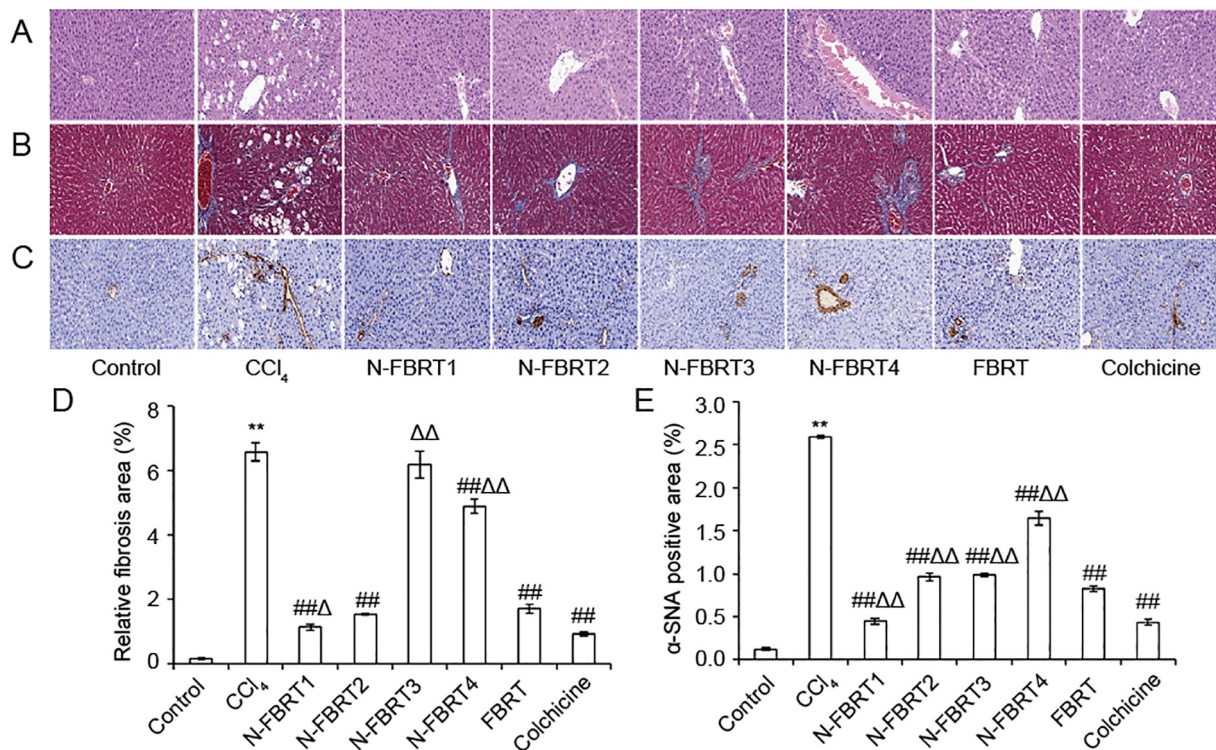 A
B
C
Control CCl₄ N-FBRT1 N-FBRT2 N-FBRT3 N-FBRT4 FBRT Colchicine
D
Relative fibrosis area (%)
8
6
4
2
0
**
##Δ
##
ΔΔ
##ΔΔ
##
##
Control CCl₄ N-FBRT1 N-FBRT2 N-FBRT3 N-FBRT4 FBRT Colchicine
E
α-SNA positive area (%)
3.0
2.5
2.0
1.5
1.0
0.5
0.0
**
##ΔΔ
##ΔΔ
##ΔΔ
##ΔΔ
##
##
Control CCl₄ N-FBRT1 N-FBRT2 N-FBRT3 N-FBRT4 FBRT Colchicine